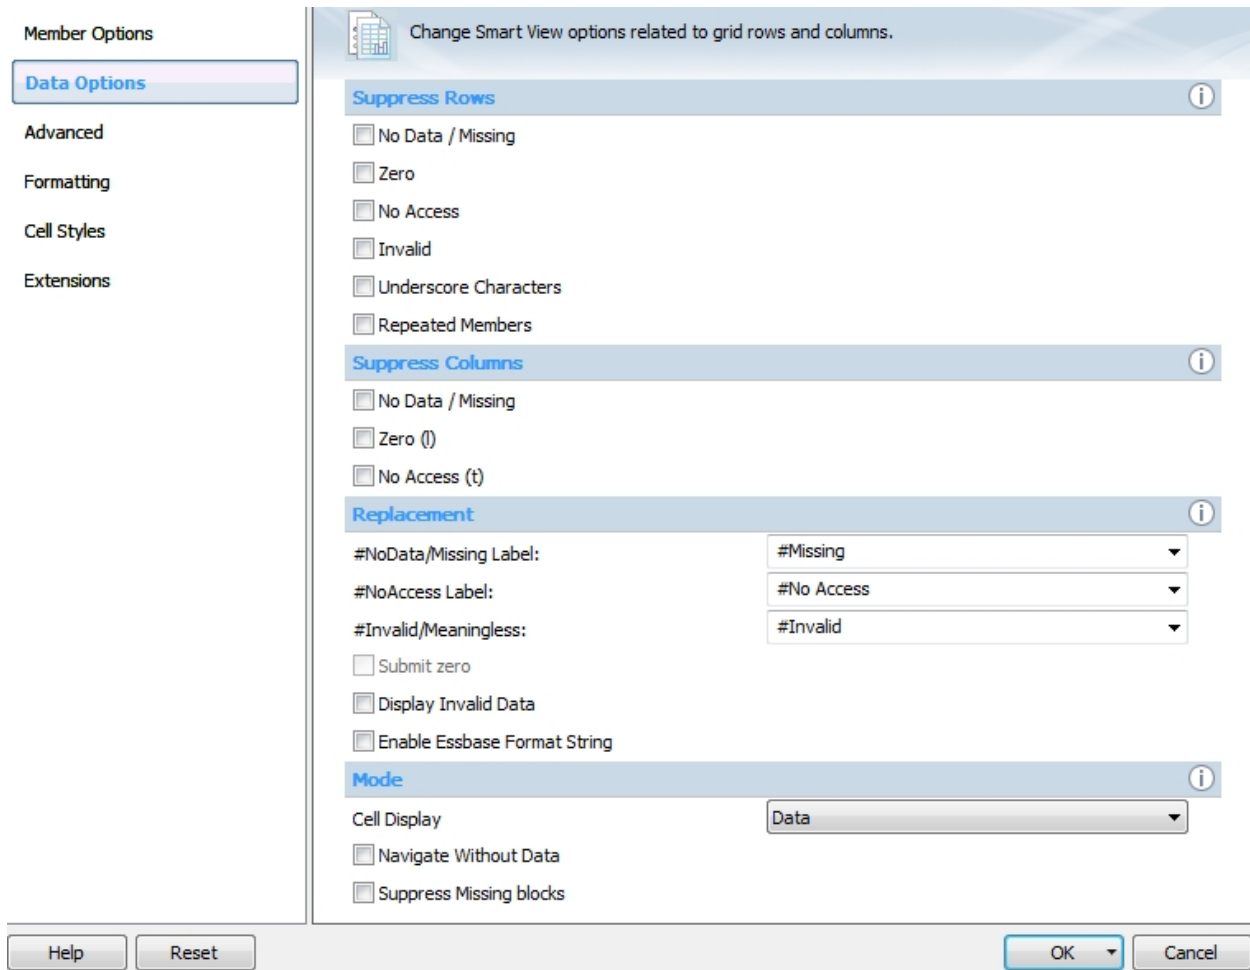 Member Options
Data Options
Advanced
Formatting
Cell Styles
Extensions
Change Smart View options related to grid rows and columns.
Suppress Rows
No Data / Missing
Zero
No Access
Invalid
Underscore Characters
Repeated Members
Suppress Columns
No Data / Missing
Zero (l)
No Access (t)
Replacement
#NoData/Missing Label: #Missing
#NoAccess Label: #No Access
#Invalid/Meaningless: #Invalid
Submit zero
Display Invalid Data
Enable Essbase Format String
Mode
Cell Display Data
Navigate Without Data
Suppress Missing blocks
Help Reset OK Cancel